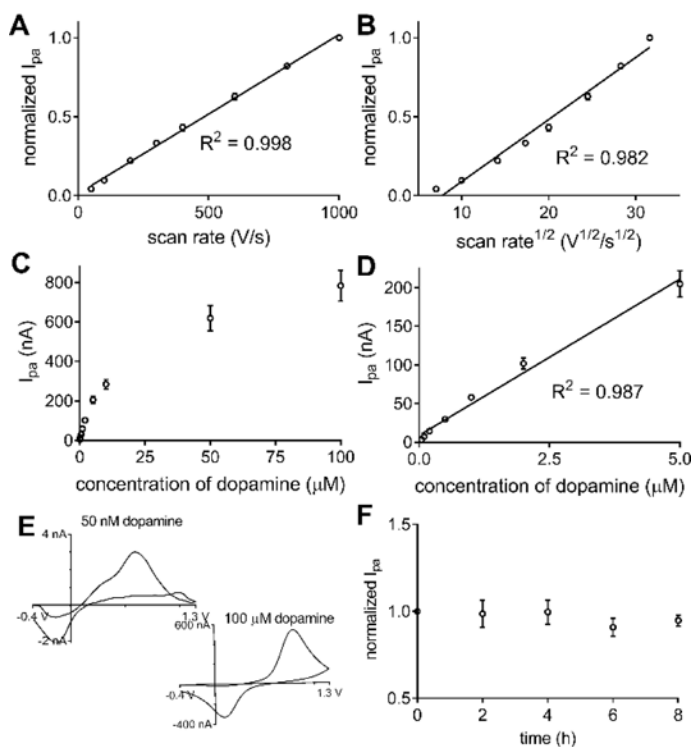 A
normalized Ipa
1.0
0.5
0.0
R² = 0.998
0
500
1000
scan rate (V/s)
B
normalized Ipa
1.0
0.5
0.0
R² = 0.982
10
20
30
scan rate^1/2 (V^1/2/s^1/2)
C
Ipa (nA)
800
600
400
200
0
0
25
50
75
100
concentration of dopamine (μM)
D
Ipa (nA)
200
150
100
50
0
R² = 0.987
0.0
2.5
5.0
concentration of dopamine (μM)
E
50 nM dopamine
4 nA
-0.4 V
1.3 V
-2 nA
100 μM dopamine
600 nA
-0.4 V
1.3 V
-400 nA
F
normalized Ipa
1.5
1.0
0.5
0
2
4
6
8
time (h)